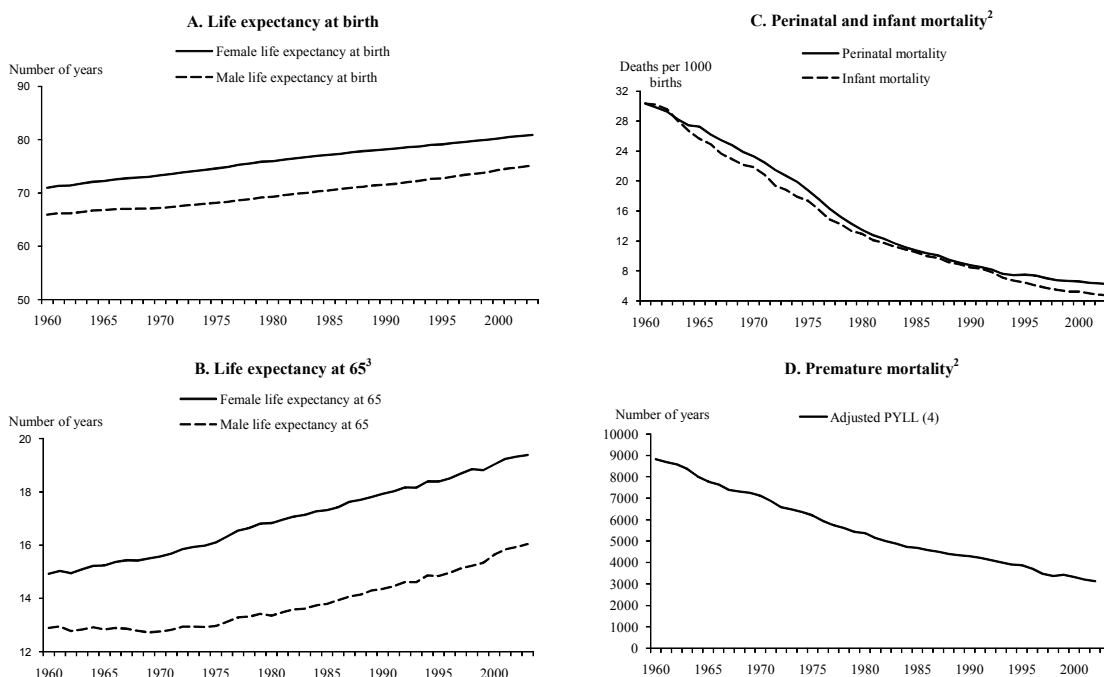 A. Life expectancy at birth
Female life expectancy at birth
Male life expectancy at birth
Number of years
90
80
70
60
50
1960 1965 1970 1975 1980 1985 1990 1995 2000
B. Life expectancy at 65³
Female life expectancy at 65
Male life expectancy at 65
Number of years
20
18
16
14
12
1960 1965 1970 1975 1980 1985 1990 1995 2000
C. Perinatal and infant mortality²
Perinatal mortality
Infant mortality
Deaths per 1000
births
32
28
24
20
16
12
8
4
1960 1965 1970 1975 1980 1985 1990 1995 2000
D. Premature mortality²
Number of years
Adjusted PYLL (4)
10000
9000
8000
7000
6000
5000
4000
3000
2000
1000
0
1960 1965 1970 1975 1980 1985 1990 1995 2000